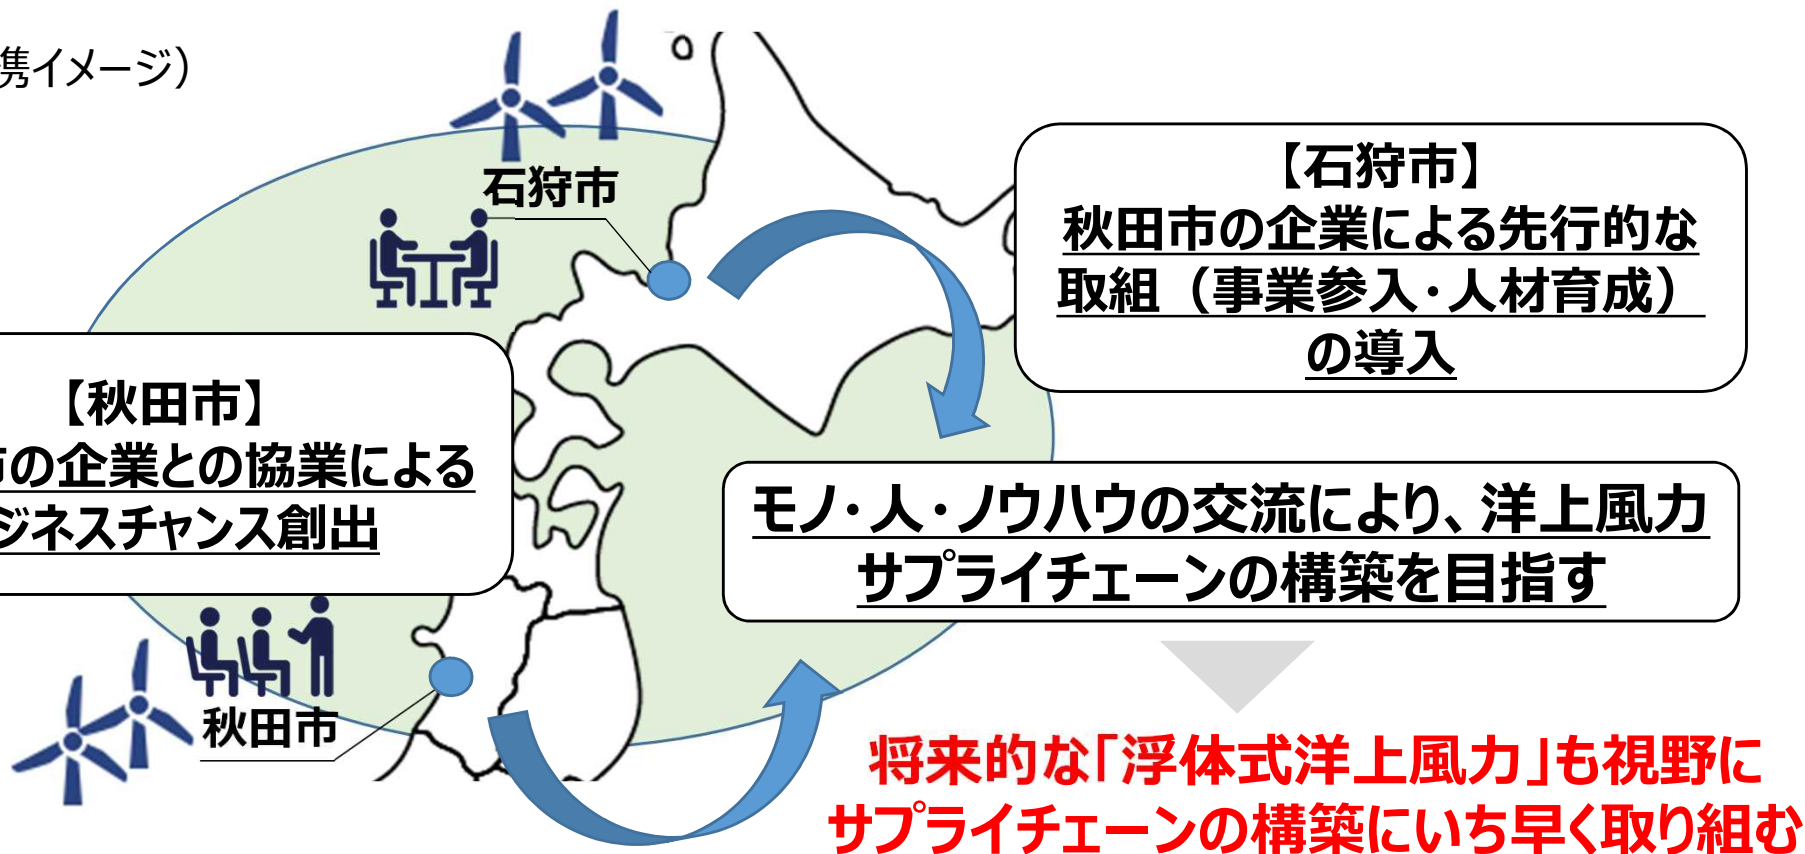 携イメージ）
石狩市
【石狩市】
秋田市の企業による先行的な
取組（事業参入・人材育成）
の導入
【秋田市】
市の企業との協業による
ジネスチャンス創出
モノ・人・ノウハウの交流により、洋上風力
サプライチェーンの構築を目指す
秋田市
将来的な「浮体式洋上風力」も視野に
サプライチェーンの構築にいち早く取り組む